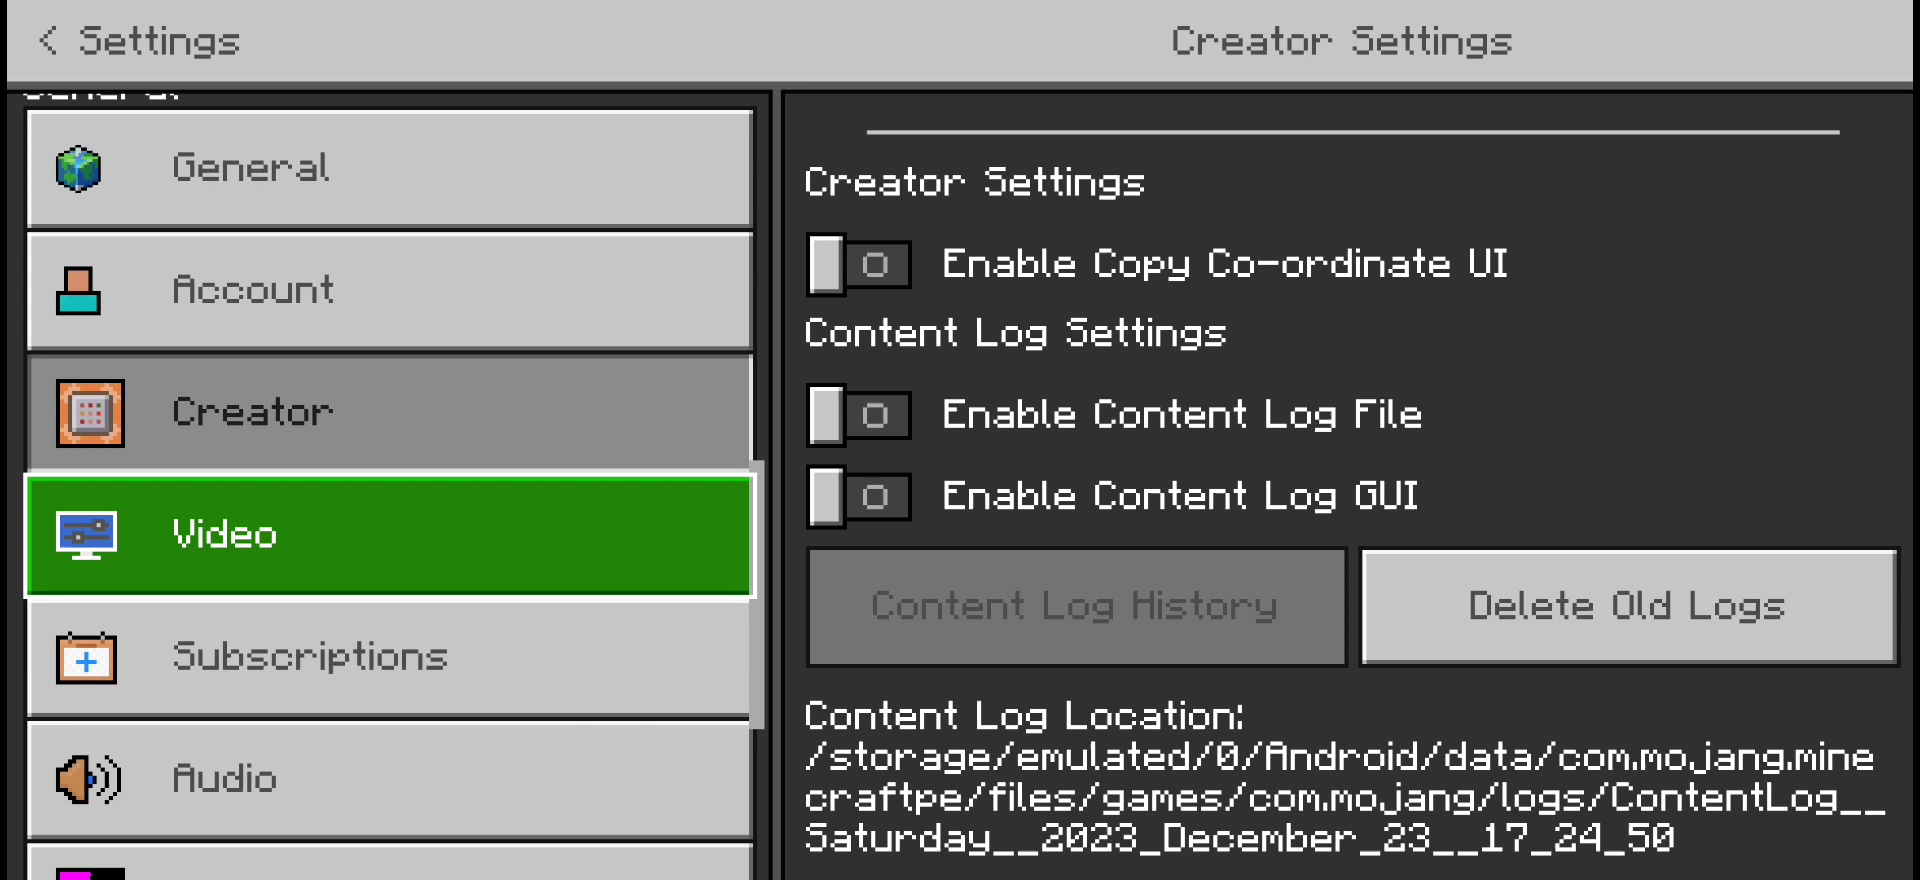 < Settings
Creator Settings
General
General
Account
Creator
Video
Subscriptions
Audio
Creator Settings
Enable Copy Co-ordinate UI
Content Log Settings
Enable Content Log File
Enable Content Log GUI
Content Log History
Delete Old Logs
Content Log Location:
/storage/emulated/0/Android/data/com.mojang.mine
craftpe/files/games/com.mojang/logs/ContentLog__
Saturday__2023_December_23__17_24_50